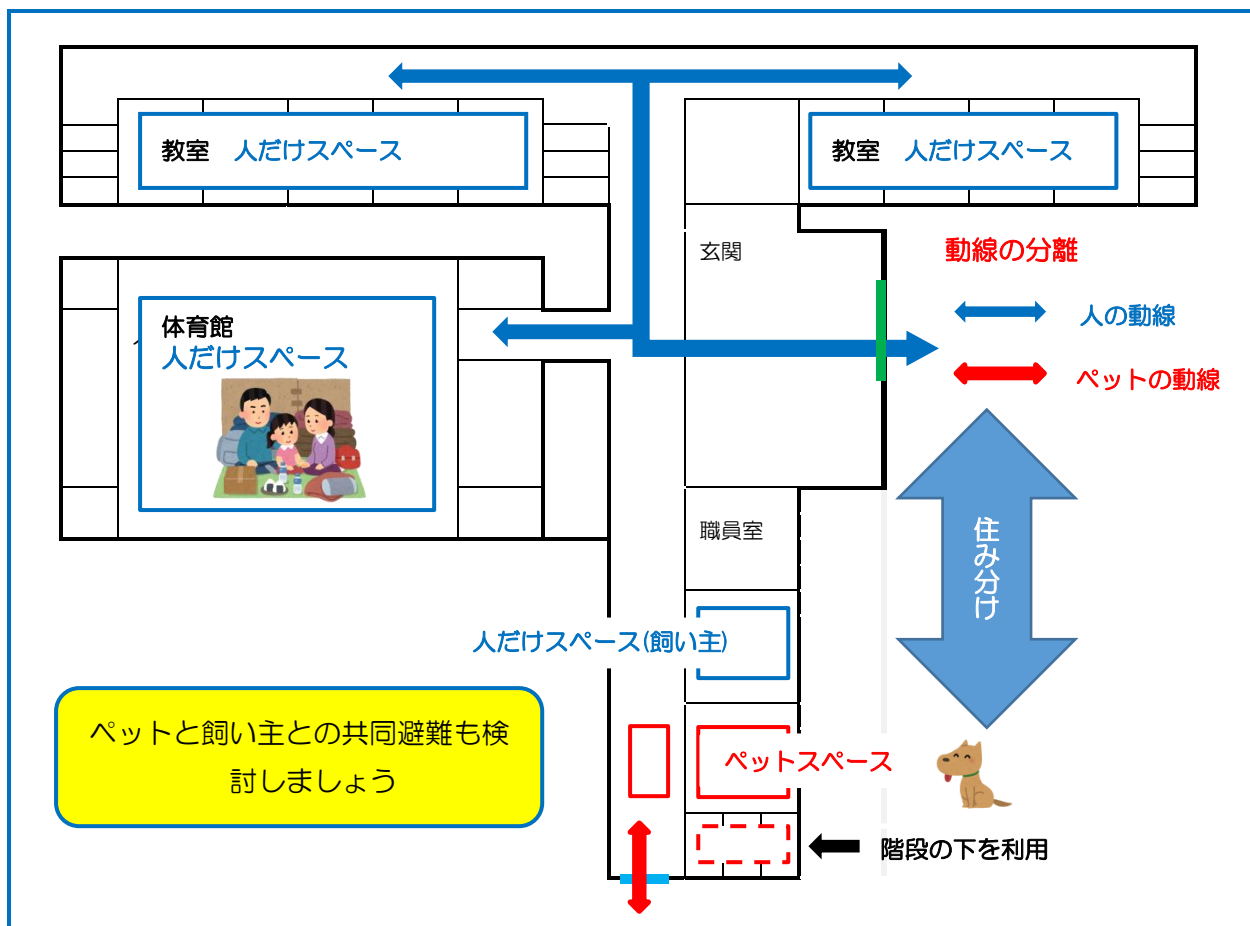 教室 人だけスペース
教室 人だけスペース
玄関
動線の分離
人の動線
ペットの動線
体育館
人だけスペース
住み分け
職員室
人だけスペース(飼い主)
ペットと飼い主との共同避難も検
討しましょう
ペットスペース
階段の下を利用